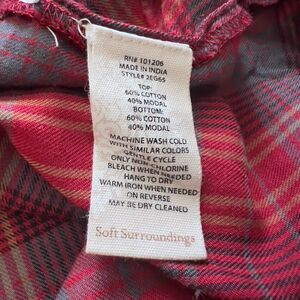 RN# 101206
MADE IN INDIA
STYLE# 2EG65
TOP:
60% COTTON
40% MODAL
BOTTOM:
60% COTTON
40% MODAL
MACHINE WASH COLD
WITH SIMILAR COLORS
GENTLE CYCLE
ONLY NON-CHLORINE
BLEACH WHEN NEEDED
HANG TO DRY
WARM IRON WHEN NEEDED
ON REVERSE
MAY BE DRY CLEANED
Soft Surroundings